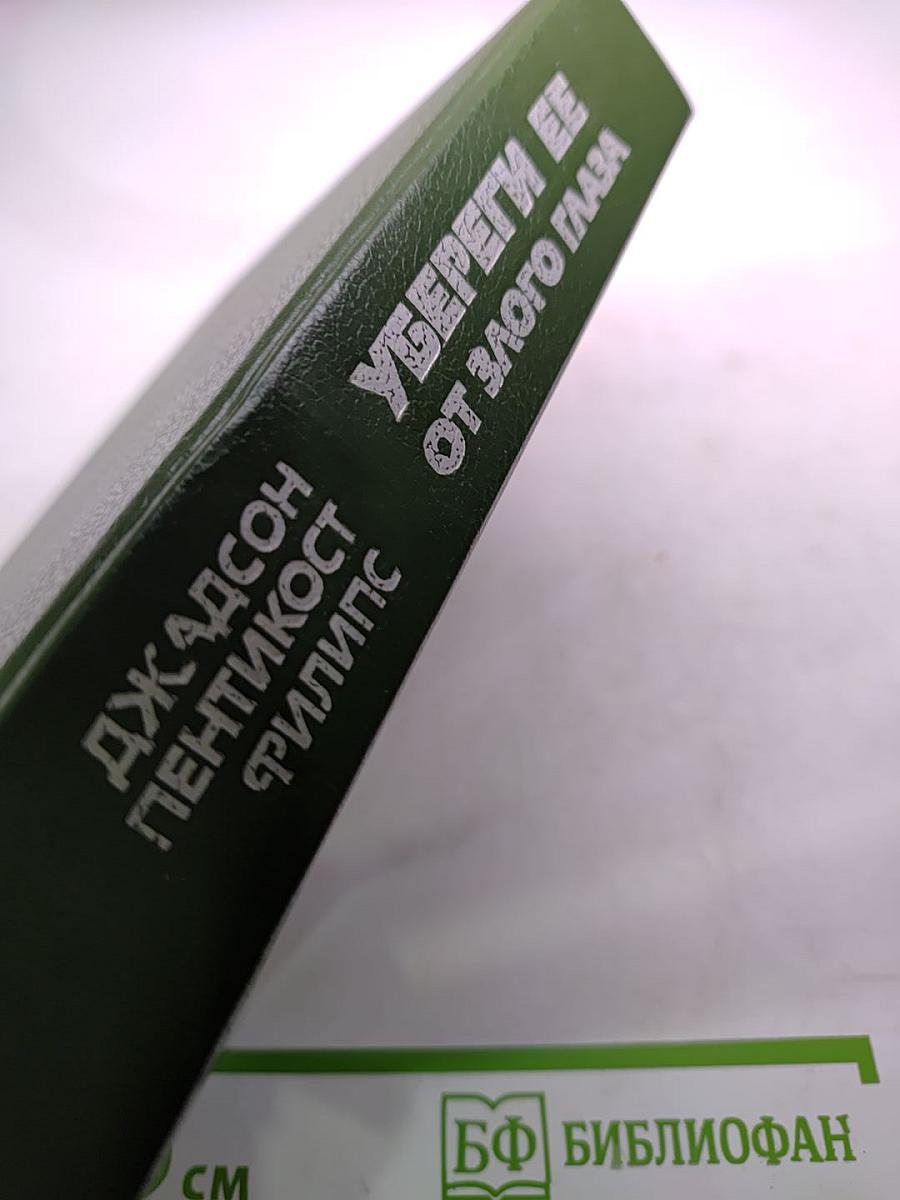 ДЖАДСОН
ПЕНТИКОСТ
ФИЛИПС
УБЕРЕГИ ЕЕ
ОТ ЗЛОГО ГЛАЗА
см
БФ БИБЛИОФАН